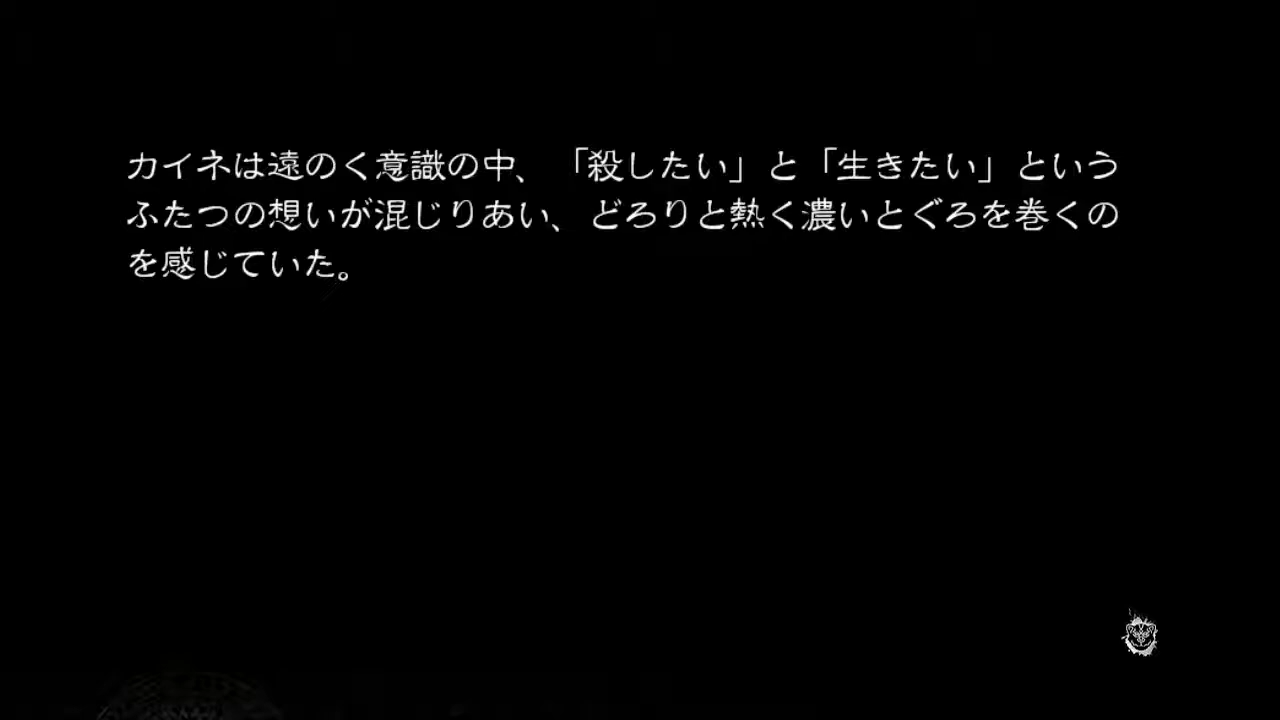 カイネは遠のく意識の中、「殺したい」と「生きたい」という
ふたつの想いが混じりあい、どろりと熱く濃いとぐろを巻くの
を感じていた。